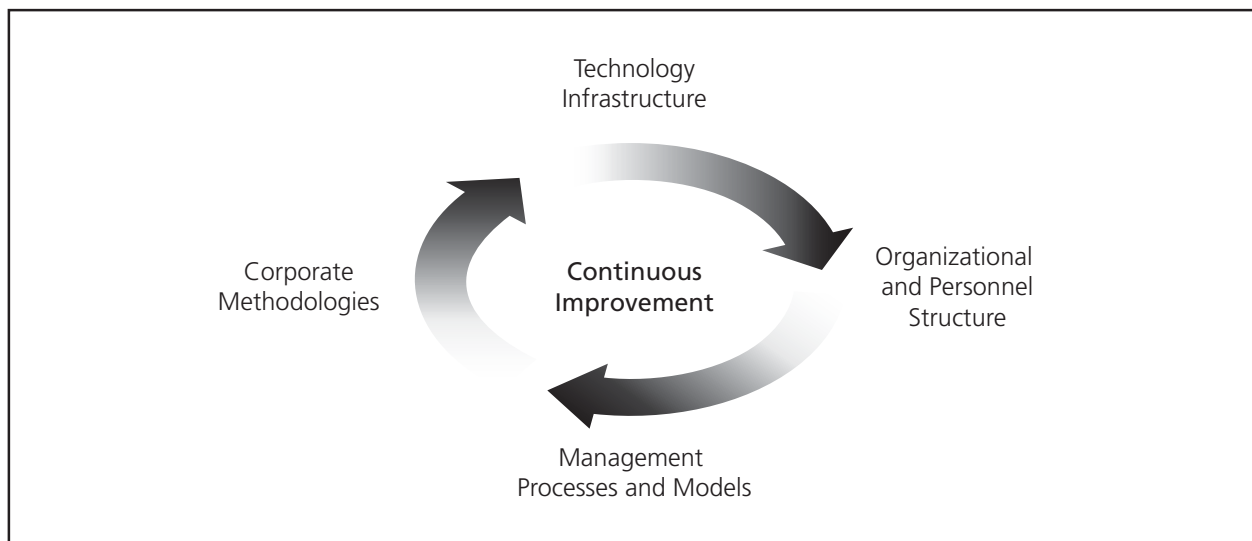 Technology
Infrastructure
Corporate
Methodologies
Continuous
Improvement
Organizational
and Personnel
Structure
Management
Processes and Models